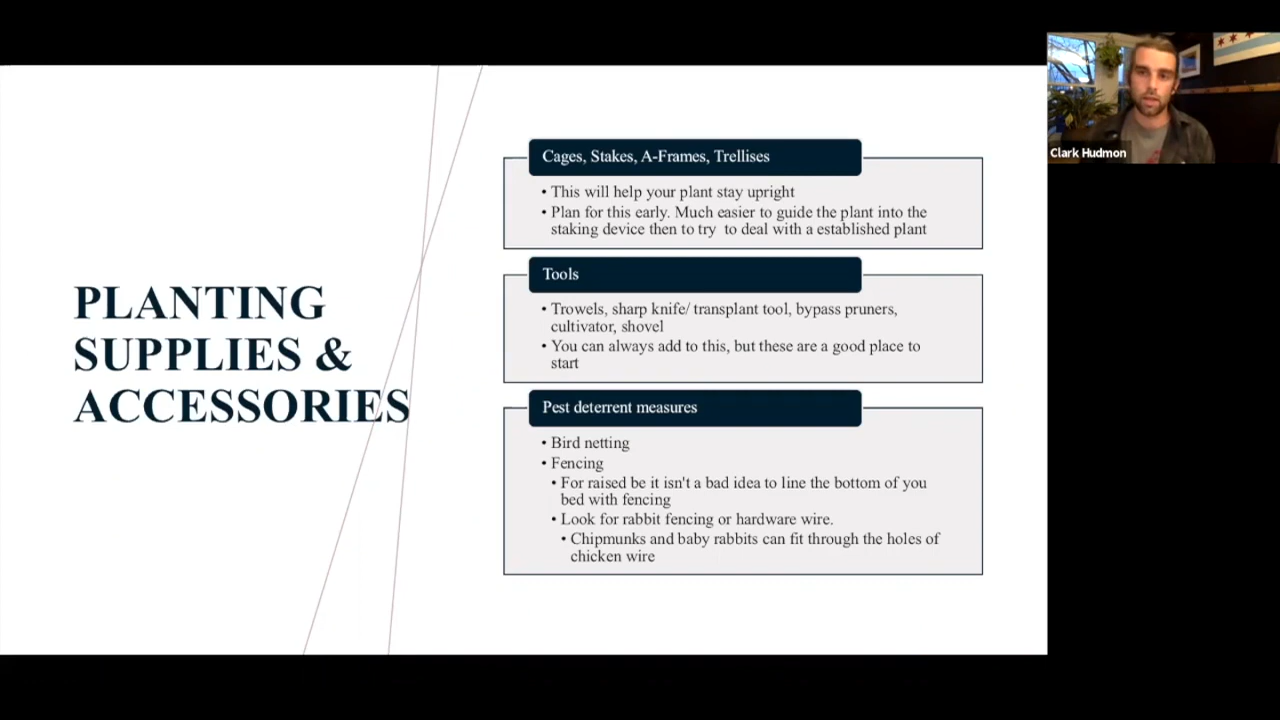 PLANTING
SUPPLIES &
ACCESSORIES
Cages, Stakes, A-Frames, Trellises
• This will help your plant stay upright
• Plan for this early. Much easier to guide the plant into the
staking device then to try to deal with a established plant
Tools
• Trowels, sharp knife/ transplant tool, bypass pruners,
cultivator, shovel
• You can always add to this, but these are a good place to
start
Pest deterrent measures
• Bird netting
• Fencing
• For raised be it isn't a bad idea to line the bottom of you
bed with fencing
• Look for rabbit fencing or hardware wire.
• Chipmunks and baby rabbits can fit through the holes of
chicken wire
Clark Hudmon